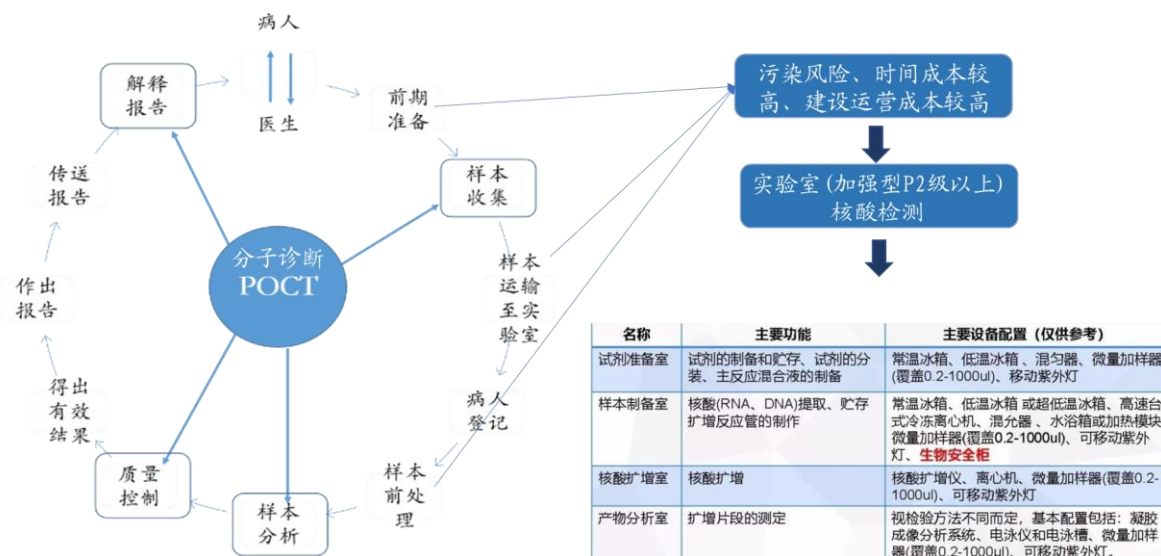 病人
医生
前期
准备
样本
收集
样本
运输
至实
验室
病人
登记
样本
前处
理
样本
分析
质量
控制
得出
有效
结果
作出
报告
传送
报告
解释
报告
分子诊断
POCT
污染风险、时间成本较
高、建设运营成本较高
实验室(加强型P2级以上)
核酸检测
名称 主要功能 主要设备配置（仅供参考）
试剂准备室 试剂的制备和贮存、试剂的分 常温冰箱、低温冰箱 、混匀器、微量加样器
装、主反应混合液的制备 (覆盖0.2-1000ul)、移动紫外灯
样本制备室 核酸(RNA、DNA)提取、贮存 常温冰箱、低温冰箱 或超低温冰箱、高速台
扩增反应管的制作 式冷冻离心机、混允器 、水浴箱或加热模块
微量加样器(覆盖0.2-1000ul)、可移动紫外
灯、生物安全柜
核酸扩增室 核酸扩增 核酸扩增仪、离心机、微量加样器(覆盖0.2-
1000ul)、可移动紫外灯
产物分析室 扩增片段的测定 视检验方法不同而定，基本配置包括：凝胶
成像分析系统、电泳仪和电泳槽、微量加样
器(覆盖0.2-1000ul)、可移动紫外灯。